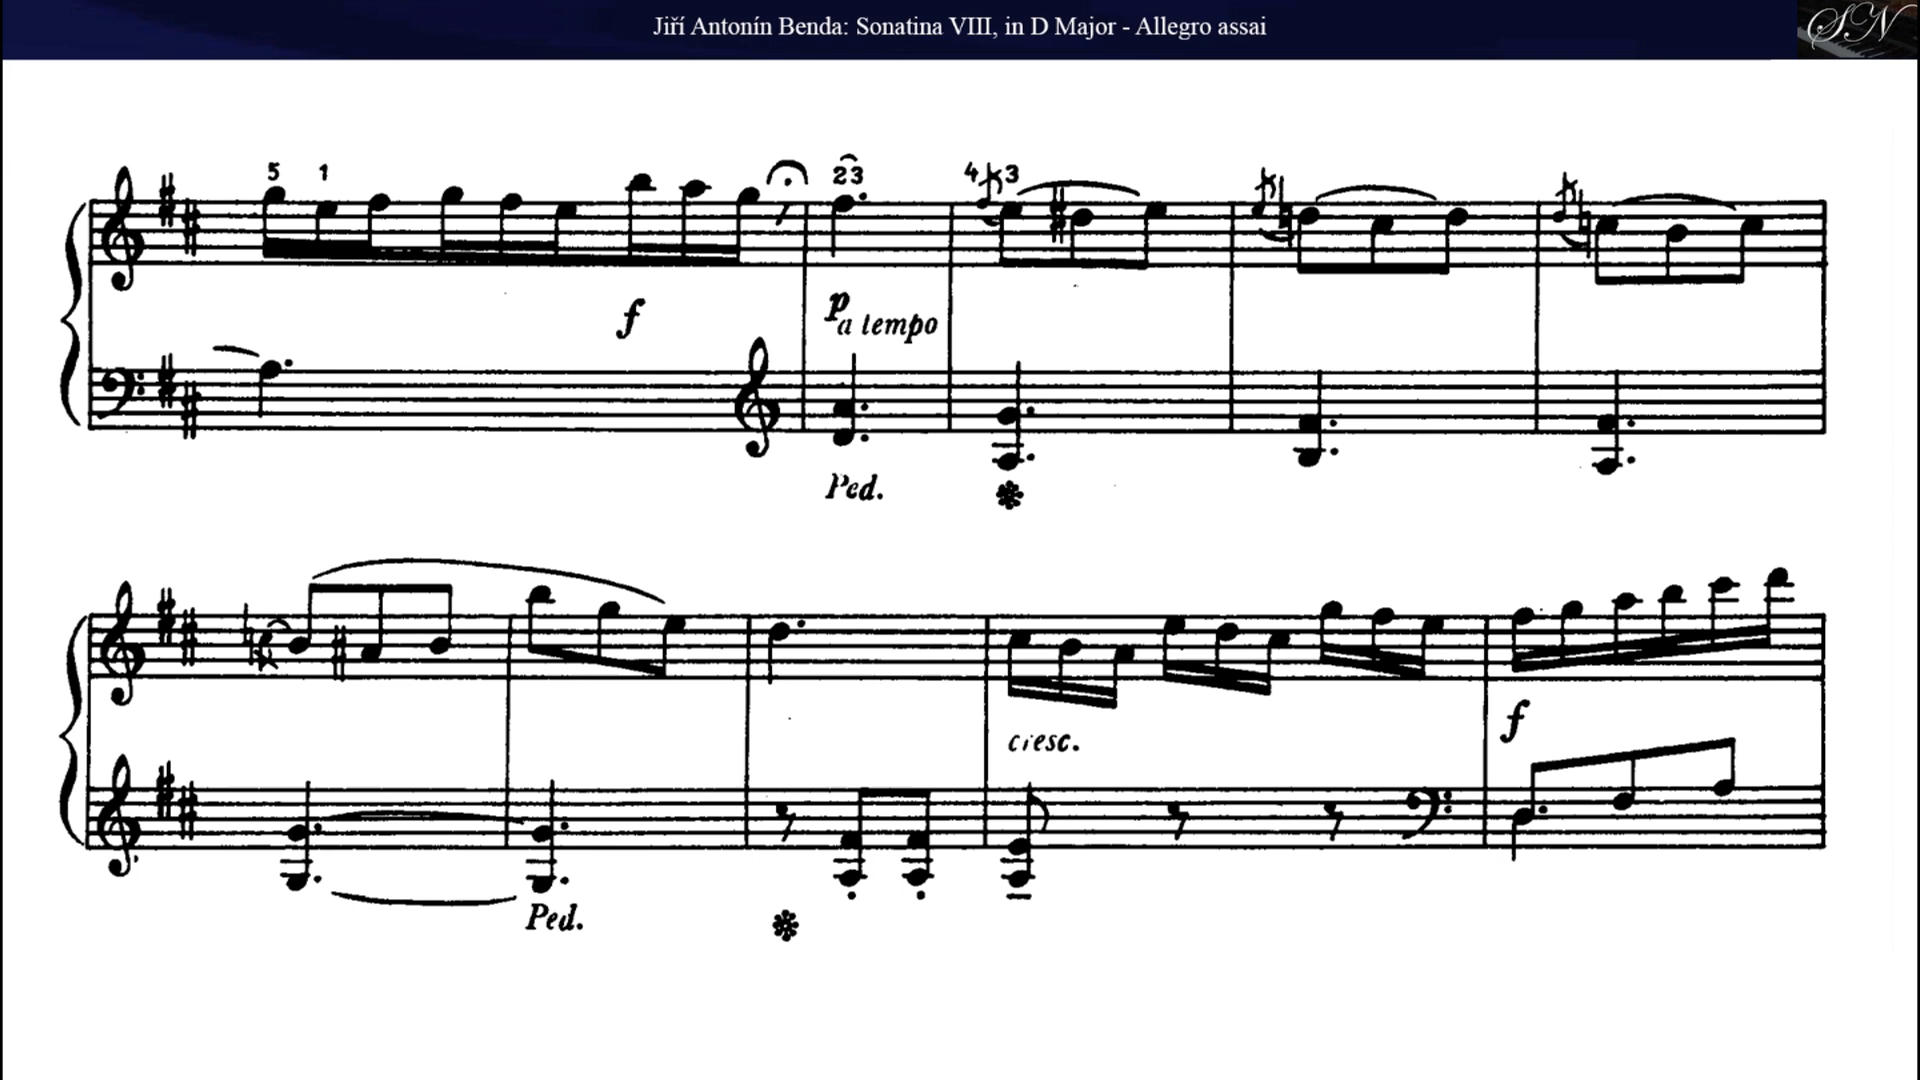 Jiří Antonín Benda: Sonatina VIII, in D Major - Allegro assai
SN
5 1 23 4 3
f p
a tempo
Ped.
cresc. f
Ped.